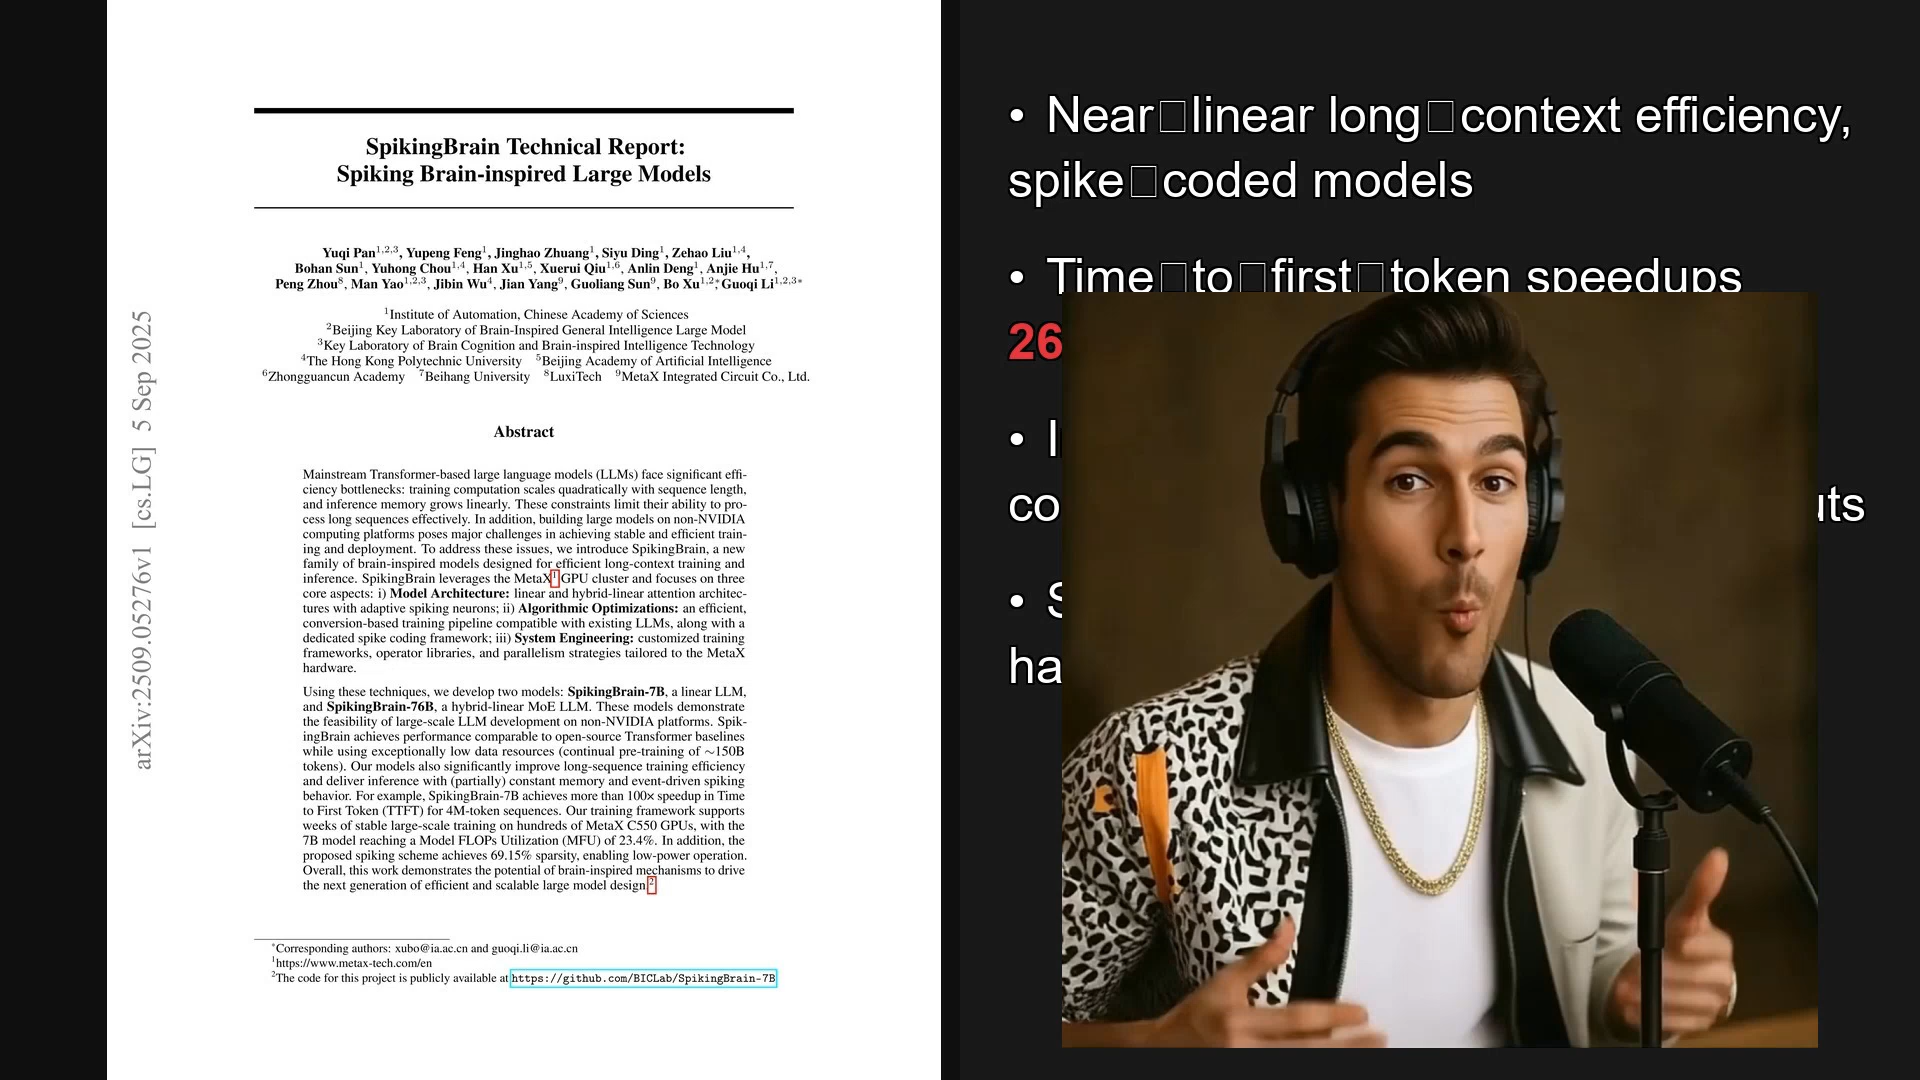 arXiv:2509.05276v1 [cs.LG] 5 Sep 2025
SpikingBrain Technical Report:
Spiking Brain-inspired Large Models
Yuqi Pan1,2,3, Yupeng Feng1, Jinghao Zhuang1, Siyu Ding1, Zehao Liu1,4,
Bohan Sun1, Yuhong Chou1,4, Han Xu1,5, Xuerui Qiu1,6, Anlin Deng1, Anjie Hu1,7,
Peng Zhou8, Man Yao1,2,3, Jibin Wu4, Jian Yang9, Guoliang Sun9, Bo Xu1,2*, Guoqi Li1,2,3*
1Institute of Automation, Chinese Academy of Sciences
2Beijing Key Laboratory of Brain-Inspired General Intelligence Large Model
3Key Laboratory of Brain Cognition and Brain-inspired Intelligence Technology
4The Hong Kong Polytechnic University 5Beijing Academy of Artificial Intelligence
6Zhongguancun Academy 7Beihang University 8LuxiTech 9MetaX Integrated Circuit Co., Ltd.
Abstract
Mainstream Transformer-based large language models (LLMs) face significant effi-
ciency bottlenecks: training computation scales quadratically with sequence length,
and inference memory grows linearly. These constraints limit their ability to pro-
cess long sequences effectively. In addition, building large models on non-NVIDIA
computing platforms poses major challenges in achieving stable and efficient train-
ing and deployment. To address these issues, we introduce SpikingBrain, a new
family of brain-inspired models designed for efficient long-context training and
inference. SpikingBrain leverages the MetaX1 GPU cluster and focuses on three
core aspects: i) Model Architecture: linear and hybrid-linear attention architec-
tures with adaptive spiking neurons; ii) Algorithmic Optimizations: an efficient,
conversion-based training pipeline compatible with existing LLMs, along with a
dedicated spike coding framework; iii) System Engineering: customized training
frameworks, operator libraries, and parallelism strategies tailored to the MetaX
hardware.
Using these techniques, we develop two models: SpikingBrain-7B, a linear LLM,
and SpikingBrain-76B, a hybrid-linear MoE LLM. These models demonstrate
the feasibility of large-scale LLM development on non-NVIDIA platforms. Spik-
ingBrain achieves performance comparable to open-source Transformer baselines
while using exceptionally low data resources (continual pre-training of ~150B
tokens). Our models also significantly improve long-sequence training efficiency
and deliver inference with (partially) constant memory and event-driven spiking
behavior. For example, SpikingBrain-7B achieves more than 100× speedup in Time
to First Token (TTFT) for 4M-token sequences. Our training framework supports
weeks of stable large-scale training on hundreds of MetaX C550 GPUs, with the
7B model reaching a Model FLOPs Utilization (MFU) of 23.4%. In addition, the
proposed spiking scheme achieves 69.15% sparsity, enabling low-power operation.
Overall, this work demonstrates the potential of brain-inspired mechanisms to drive
the next generation of efficient and scalable large model design.2
*Corresponding authors: xubo@ia.ac.cn and guoqi.li@ia.ac.cn
1https://www.metax-tech.com/en
2The code for this project is publicly available at https://github.com/BICLab/SpikingBrain-7B
• Near□linear long□context efficiency,
spike□coded models
• Time□to□first□token speedups
26